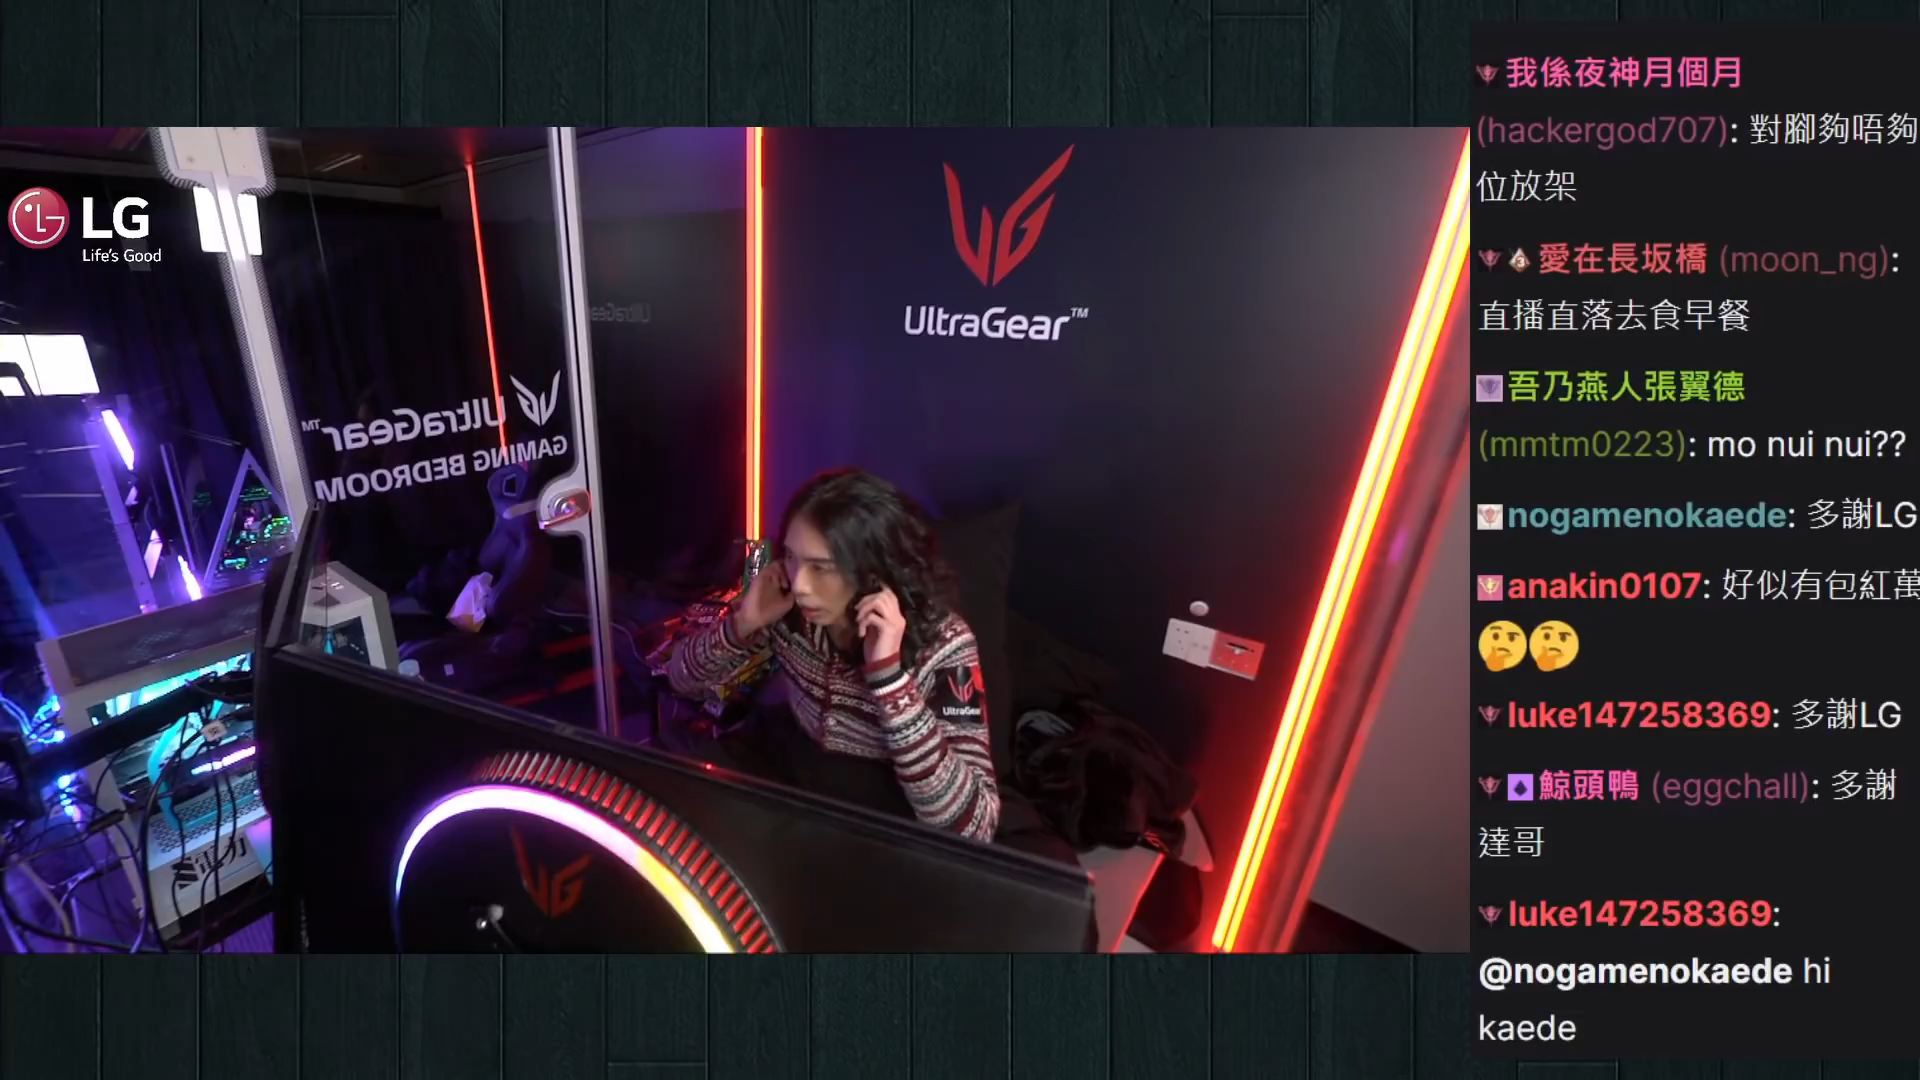 LG
Life's Good
UltraGear™
UltraGear™
GAMING BEDROOM
UltraGear
我係夜神月個月
(hackergod707): 對腳夠唔夠
位放架
愛在長坂橋 (moon_ng):
直播直落去食早餐
吾乃燕人張翼德
(mmtm0223): mo nui nui??
nogamenokaede: 多謝LG
anakin0107: 好似有包紅萬
🤔🤔
luke147258369: 多謝LG
鯨頭鴨 (eggchall): 多謝
達哥
luke147258369:
@nogamenokaede hi
kaede